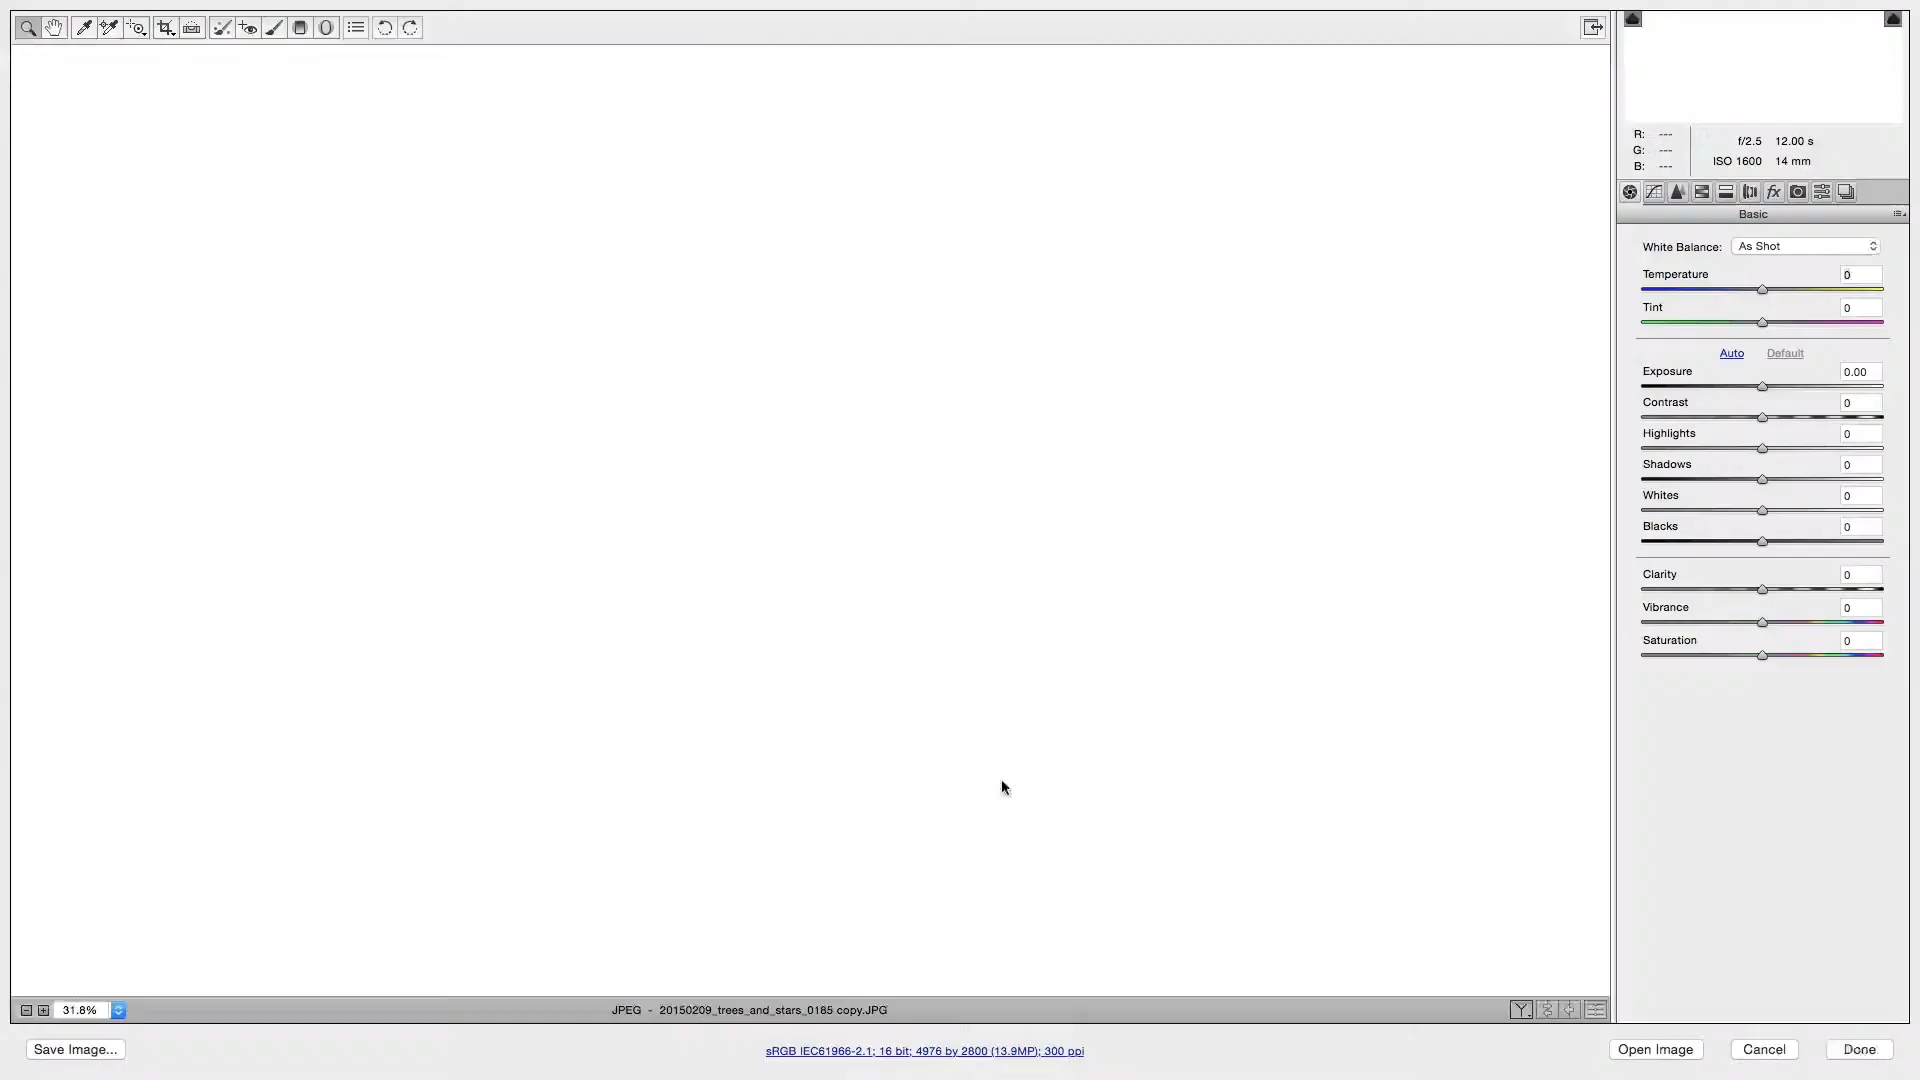 R: ---
G: ---
B: ---
f/2.5 12.00 s
ISO 1600 14 mm
fx
Basic
White Balance: As Shot
Temperature 0
Tint 0
Auto Default
Exposure 0.00
Contrast 0
Highlights 0
Shadows 0
Whites 0
Blacks 0
Clarity 0
Vibrance 0
Saturation 0
31.8%
JPEG - 20150209_trees_and_stars_0185 copy.JPG
Y
Save Image...
sRGB IEC61966-2.1; 16 bit; 4976 by 2800 (13.9MP); 300 ppi
Open Image
Cancel
Done